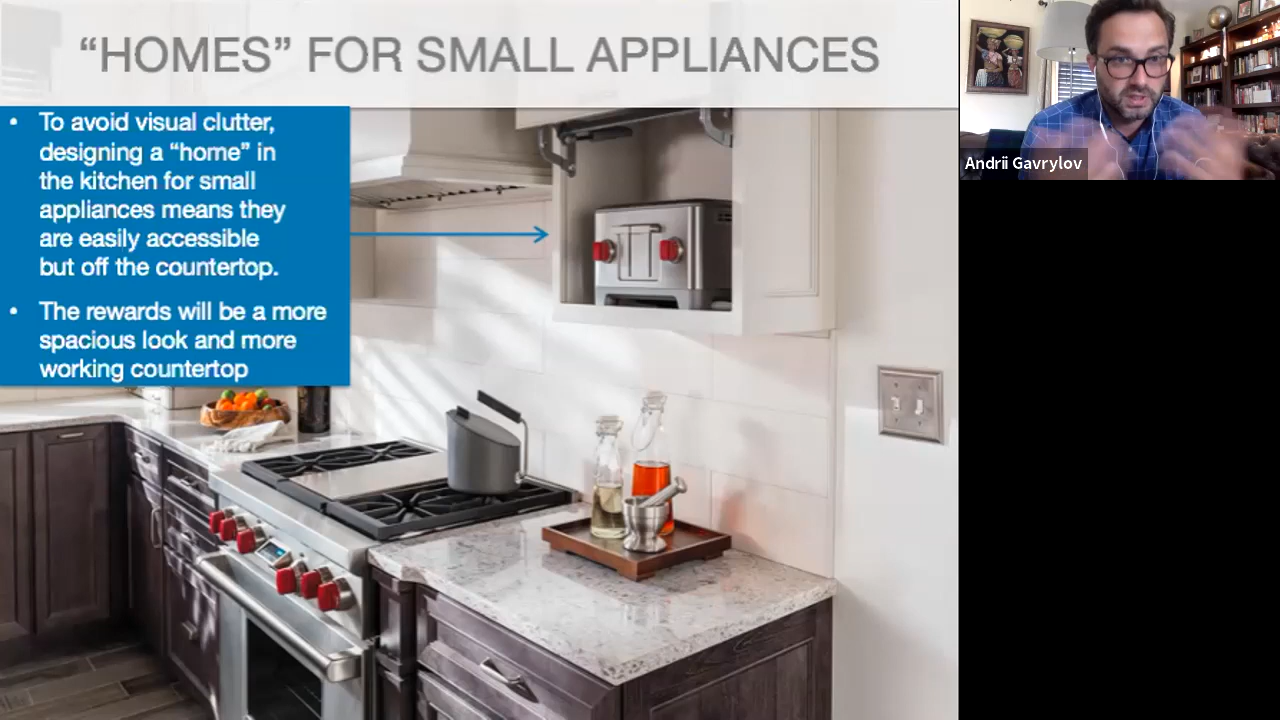 “HOMES” FOR SMALL APPLIANCES
• To avoid visual clutter,
designing a “home” in
the kitchen for small
appliances means they
are easily accessible
but off the countertop.
• The rewards will be a more
spacious look and more
working countertop
Andrii Gavrylov